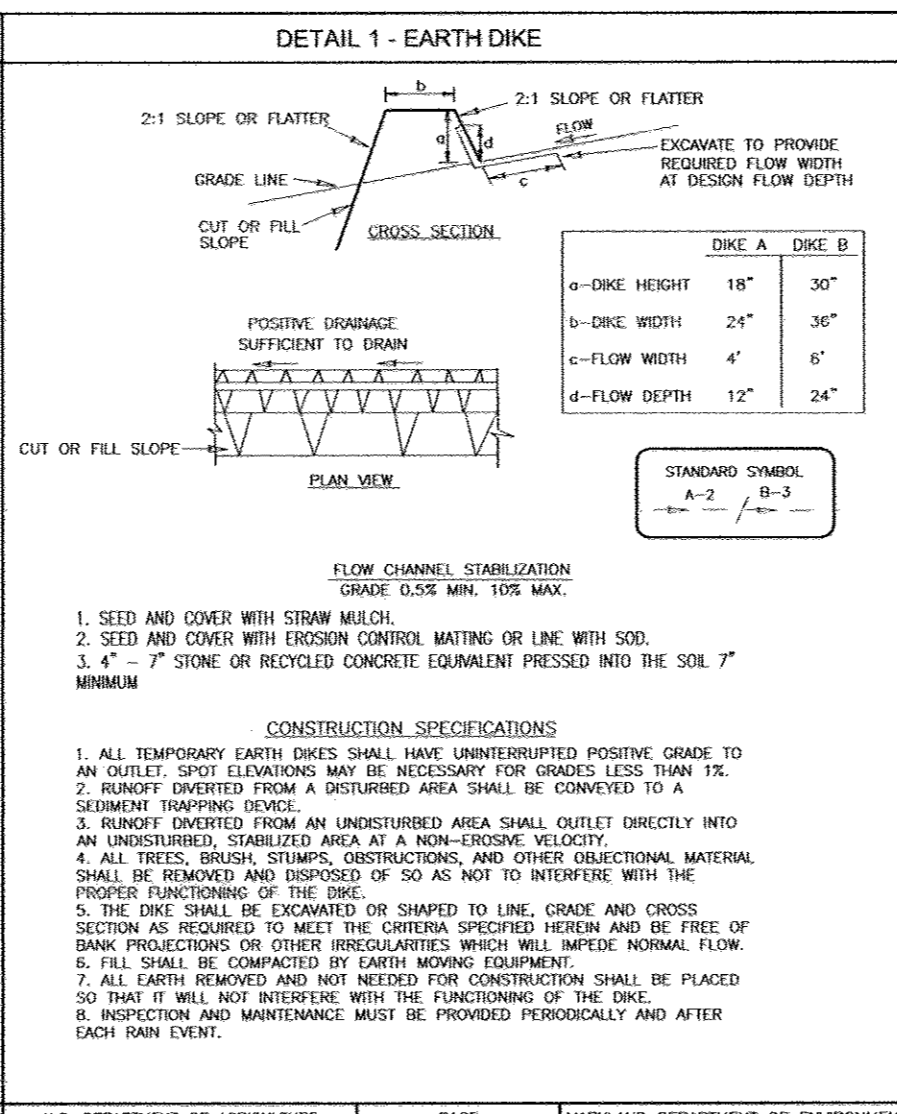 DETAIL 1 - EARTH DIKE
b
2:1 SLOPE OR FLATTER
2:1 SLOPE OR FLATTER
a
d
FLOW
EXCAVATE TO PROVIDE
REQUIRED FLOW WIDTH
AT DESIGN FLOW DEPTH
GRADE LINE
c
CUT OR FILL
SLOPE
CROSS SECTION
DIKE A DIKE B
a-DIKE HEIGHT 18" 30"
b-DIKE WIDTH 24" 36"
c-FLOW WIDTH 4' 6'
d-FLOW DEPTH 12" 24"
POSITIVE DRAINAGE
SUFFICIENT TO DRAIN
CUT OR FILL SLOPE
PLAN VIEW
STANDARD SYMBOL
A-2 B-3
FLOW CHANNEL STABILIZATION
GRADE 0.5% MIN. 10% MAX.
1. SEED AND COVER WITH STRAW MULCH.
2. SEED AND COVER WITH EROSION CONTROL MATTING OR LINE WITH SOD.
3. 4" - 7" STONE OR RECYCLED CONCRETE EQUIVALENT PRESSED INTO THE SOIL 7"
MINIMUM
CONSTRUCTION SPECIFICATIONS
1. ALL TEMPORARY EARTH DIKES SHALL HAVE UNINTERRUPTED POSITIVE GRADE TO
AN OUTLET. SPOT ELEVATIONS MAY BE NECESSARY FOR GRADES LESS THAN 1%.
2. RUNOFF DIVERTED FROM A DISTURBED AREA SHALL BE CONVEYED TO A
SEDIMENT TRAPPING DEVICE.
3. RUNOFF DIVERTED FROM AN UNDISTURBED AREA SHALL OUTLET DIRECTLY INTO
AN UNDISTURBED, STABILIZED AREA AT A NON-EROSIVE VELOCITY.
4. ALL TREES, BRUSH, STUMPS, OBSTRUCTIONS, AND OTHER OBJECTIONAL MATERIAL
SHALL BE REMOVED AND DISPOSED OF SO AS NOT TO INTERFERE WITH THE
PROPER FUNCTIONING OF THE DIKE.
5. THE DIKE SHALL BE EXCAVATED OR SHAPED TO LINE, GRADE AND CROSS
SECTION AS REQUIRED TO MEET THE CRITERIA SPECIFIED HEREIN AND BE FREE OF
BANK PROJECTIONS OR OTHER IRREGULARITIES WHICH WILL IMPEDE NORMAL FLOW.
6. FILL SHALL BE COMPACTED BY EARTH MOVING EQUIPMENT.
7. ALL EARTH REMOVED AND NOT NEEDED FOR CONSTRUCTION SHALL BE PLACED
SO THAT IT WILL NOT INTERFERE WITH THE FUNCTIONING OF THE DIKE.
8. INSPECTION AND MAINTENANCE MUST BE PROVIDED PERIODICALLY AND AFTER
EACH RAIN EVENT.